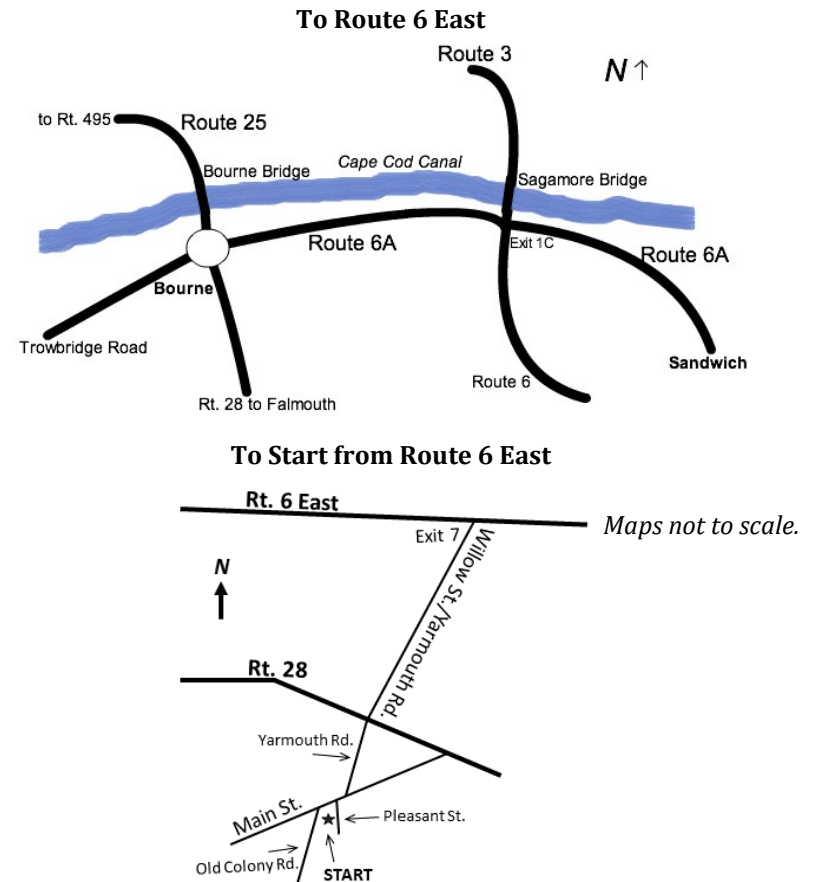 To Route 6 East
Route 3
N ↑
to Rt. 495
Route 25
Cape Cod Canal
Bourne Bridge
Sagamore Bridge
Route 6A
Exit 1C
Route 6A
Bourne
Trowbridge Road
Sandwich
Route 6
Rt. 28 to Falmouth
To Start from Route 6 East
Rt. 6 East
Maps not to scale.
Exit 7
Willow St./Yarmouth Rd.
N
Rt. 28
Yarmouth Rd.
Main St.
Pleasant St.
Old Colony Rd.
START